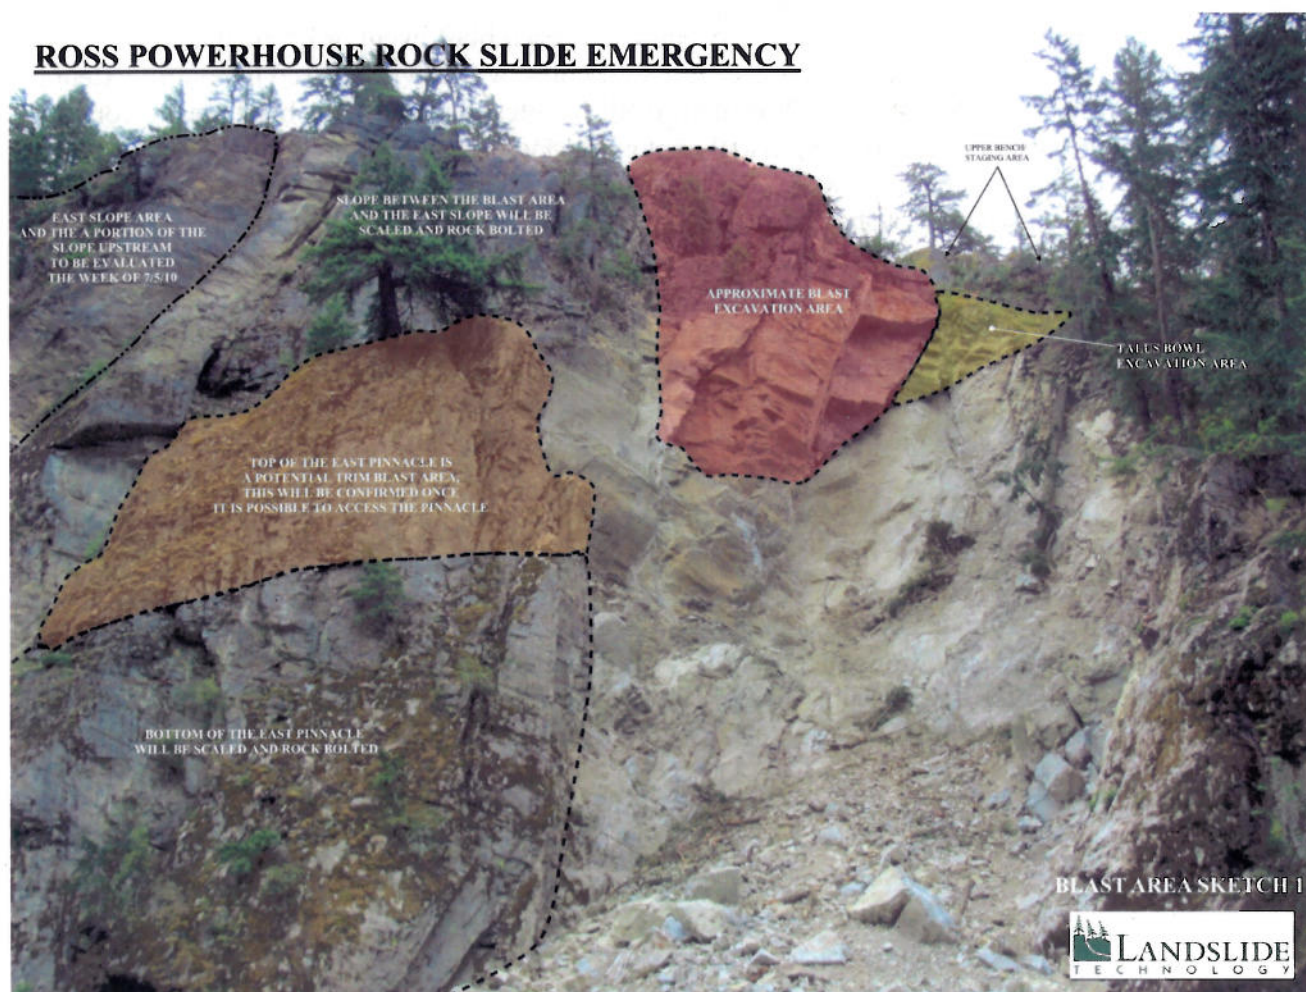 ROSS POWERHOUSE ROCK SLIDE EMERGENCY
UPPER BENCH
STAGING AREA
SLOPE BETWEEN THE BLAST AREA
AND THE EAST SLOPE WILL BE
SCALED AND ROCK BOLTED
EAST SLOPE AREA
AND THE A PORTION OF THE
SLOPE UPSTREAM
TO BE EVALUATED
THE WEEK OF 7/5/10
APPROXIMATE BLAST
EXCAVATION AREA
TALUS BOWL
EXCAVATION AREA
TOP OF THE EAST PINNACLE IS
A POTENTIAL TRIM BLAST AREA,
THIS WILL BE CONFIRMED ONCE
IT IS POSSIBLE TO ACCESS THE PINNACLE
BOTTOM OF THE EAST PINNACLE
WILL BE SCALED AND ROCK BOLTED
BLAST AREA SKETCH 1
LANDSLIDE
TECHNOLOGY